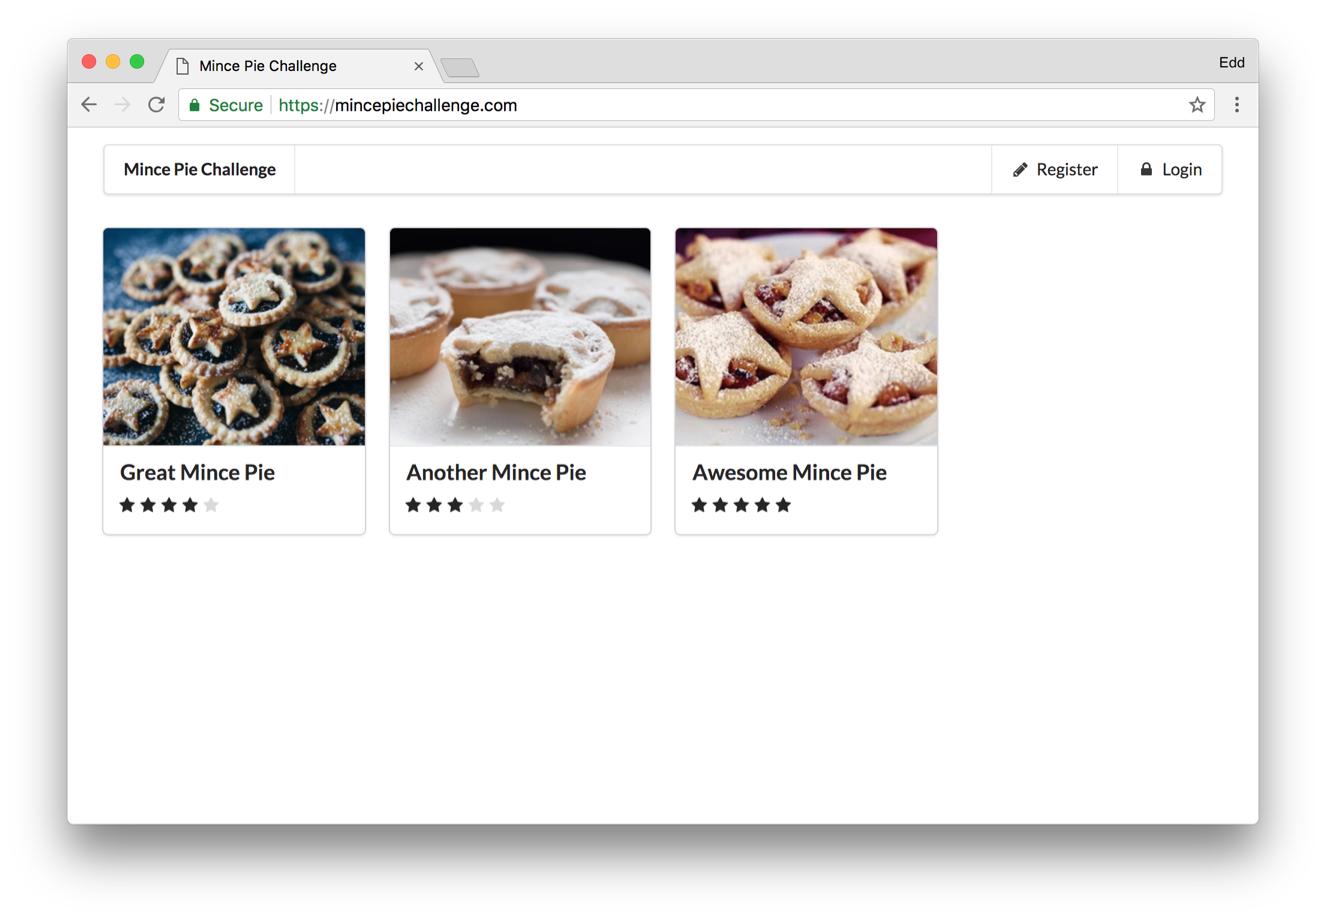 Mince Pie Challenge
Edd
Secure https://mincepiechallenge.com
Mince Pie Challenge
Register
Login
Great Mince Pie
Another Mince Pie
Awesome Mince Pie